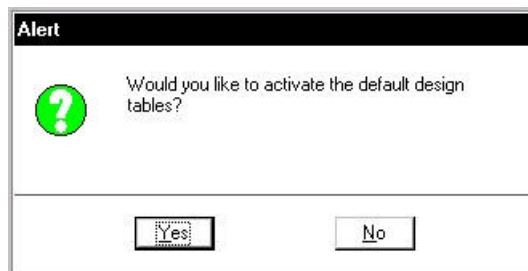 Alert
Would you like to activate the default design
tables?
Yes
No